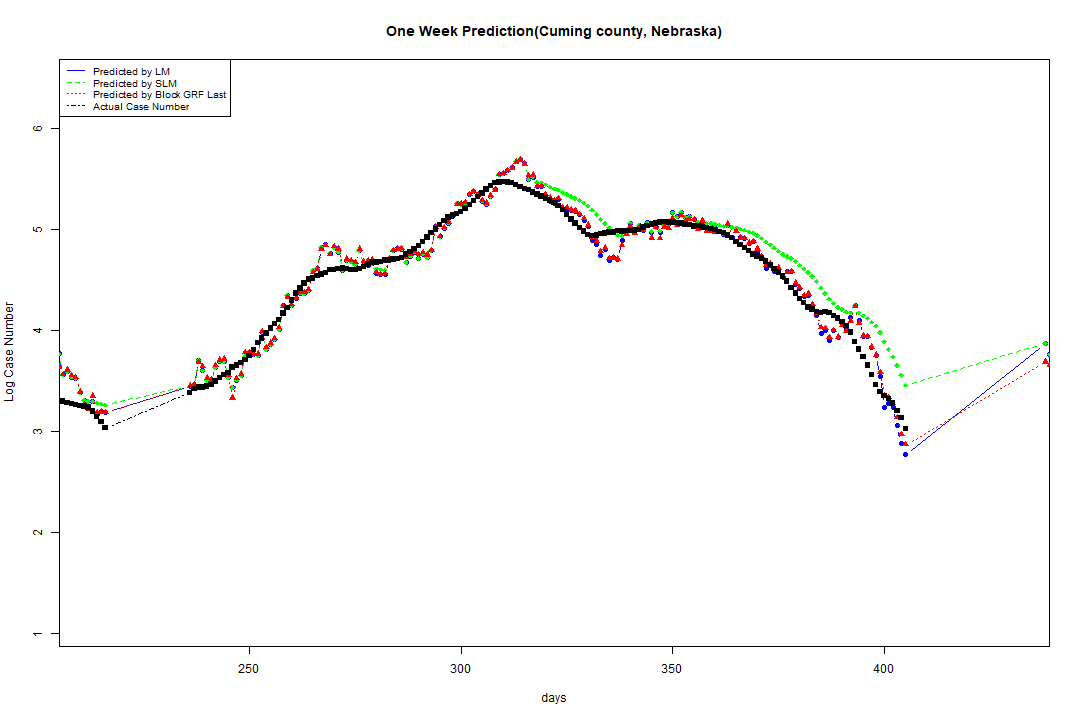 One Week Prediction(Cuming county, Nebraska)
Predicted by LM
Predicted by SLM
Predicted by Block GRF Last
Actual Case Number
6
5
4
3
2
1
Log Case Number
250 300 350 400
days